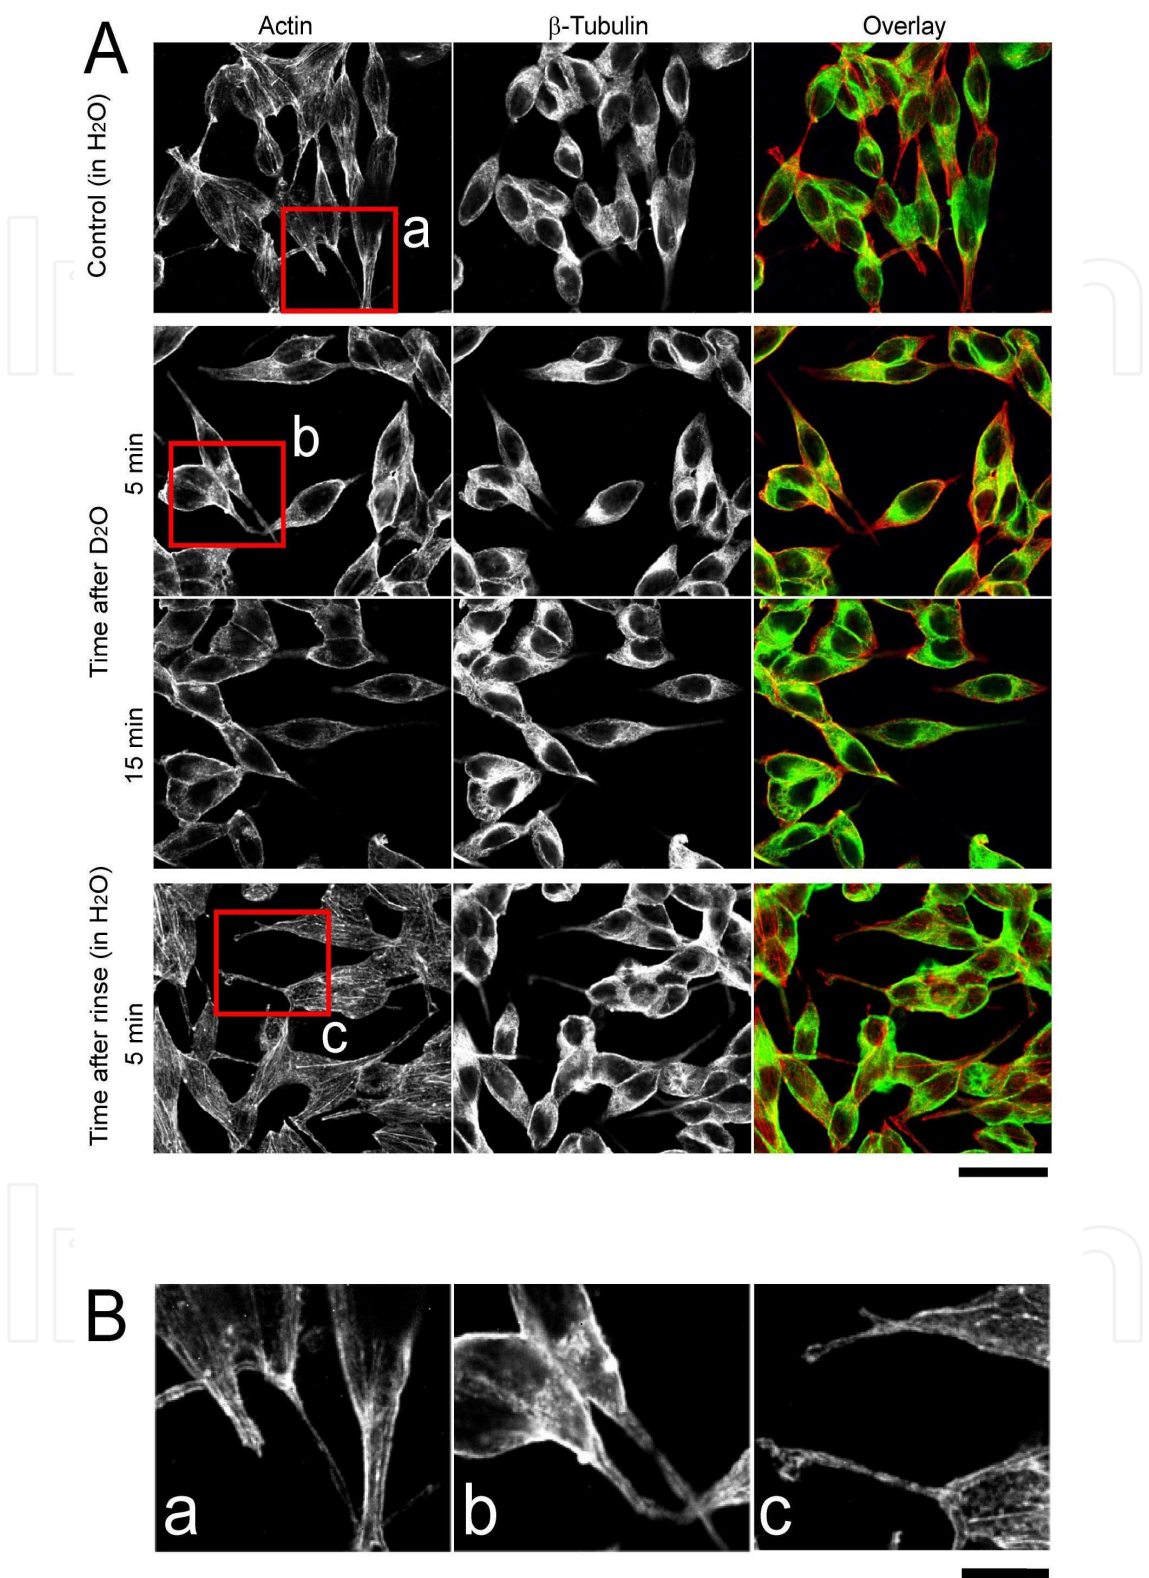 A
Actin
β-Tubulin
Overlay
Control (in H2O)
a
Time after D2O
5 min
b
15 min
Time after rinse (in H2O)
5 min
c
B
a
b
c